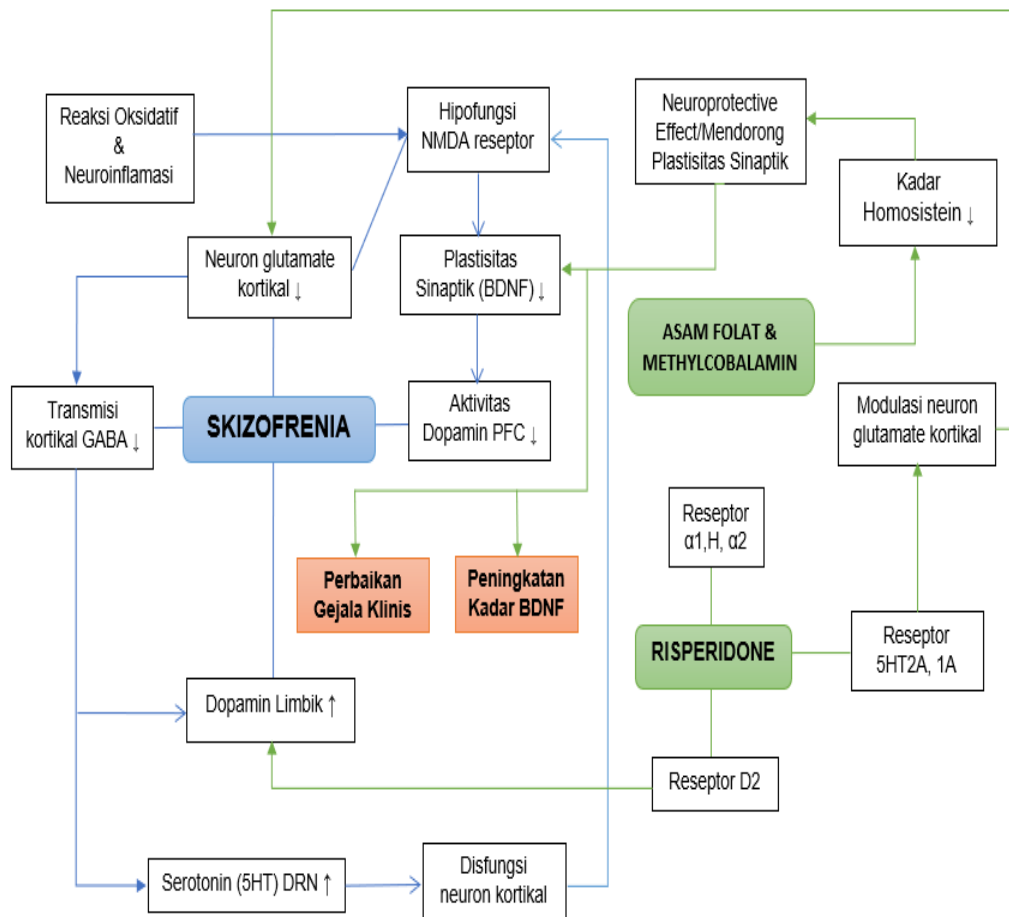 Reaksi Oksidatif
&
Neuroinflamasi
Hipofungsi
NMDA reseptor
Neuroprotective
Effect/Mendorong
Plastisitas Sinaptik
Kadar
Homosistein ↓
Neuron glutamate
kortikal ↓
Plastisitas
Sinaptik (BDNF) ↓
ASAM FOLAT &
METHYLCOBALAMIN
Transmisi
kortikal GABA ↓
SKIZOFRENIA
Aktivitas
Dopamin PFC ↓
Modulasi neuron
glutamate kortikal
Reseptor
α1,H, α2
Perbaikan
Gejala Klinis
Peningkatan
Kadar BDNF
RISPERIDONE
Reseptor
5HT2A, 1A
Dopamin Limbik ↑
Reseptor D2
Serotonin (5HT) DRN ↑
Disfungsi
neuron kortikal